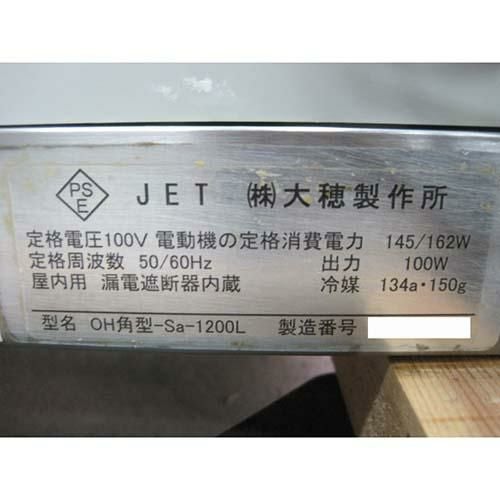 PS
E
JET ㈱大穂製作所
定格電圧100V 電動機の定格消費電力 145/162W
定格周波数 50/60Hz 出力 100W
屋内用 漏電遮断器内蔵 冷媒 134a・150g
型名 OH角型-Sa-1200L 製造番号